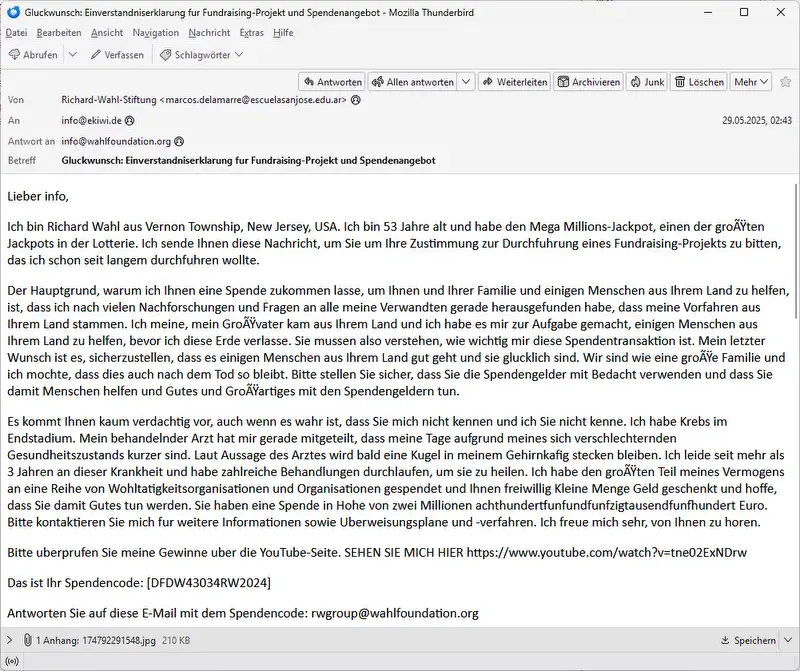 Gluckwunsch: Einverstandniserklarung fur Fundraising-Projekt und Spendenangebot - Mozilla Thunderbird
Datei Bearbeiten Ansicht Navigation Nachricht Extras Hilfe
Abrufen Verfassen Schlagwörter
Antworten Allen antworten Weiterleiten Archivieren Junk Löschen Mehr
Von Richard-Wahl-Stiftung <marcos.delamarre@escuelasanjose.edu.ar>
An info@ekiwi.de 29.05.2025, 02:43
Antwort an info@wahlfoundation.org
Betreff Gluckwunsch: Einverstandniserklarung fur Fundraising-Projekt und Spendenangebot
Lieber info,
Ich bin Richard Wahl aus Vernon Township, New Jersey, USA. Ich bin 53 Jahre alt und habe den Mega Millions-Jackpot, einen der groÃŸten
Jackpots in der Lotterie. Ich sende Ihnen diese Nachricht, um Sie um Ihre Zustimmung zur Durchfuhrung eines Fundraising-Projekts zu bitten,
das ich schon seit langem durchfuhren wollte.
Der Hauptgrund, warum ich Ihnen eine Spende zukommen lasse, um Ihnen und Ihrer Familie und einigen Menschen aus Ihrem Land zu helfen,
ist, dass ich nach vielen Nachforschungen und Fragen an alle meine Verwandten gerade herausgefunden habe, dass meine Vorfahren aus
Ihrem Land stammen. Ich meine, mein GroÃŸvater kam aus Ihrem Land und ich habe es mir zur Aufgabe gemacht, einigen Menschen aus
Ihrem Land zu helfen, bevor ich diese Erde verlasse. Sie mussen also verstehen, wie wichtig mir diese Spendentransaktion ist. Mein letzter
Wunsch ist es, sicherzustellen, dass es einigen Menschen aus Ihrem Land gut geht und sie glucklich sind. Wir sind wie eine groÃŸe Familie und
ich mochte, dass dies auch nach dem Tod so bleibt. Bitte stellen Sie sicher, dass Sie die Spendengelder mit Bedacht verwenden und dass Sie
damit Menschen helfen und Gutes und GroÃŸartiges mit den Spendengeldern tun.
Es kommt Ihnen kaum verdachtig vor, auch wenn es wahr ist, dass Sie mich nicht kennen und ich Sie nicht kenne. Ich habe Krebs im
Endstadium. Mein behandelnder Arzt hat mir gerade mitgeteilt, dass meine Tage aufgrund meines sich verschlechternden
Gesundheitszustands kurzer sind. Laut Aussage des Arztes wird bald eine Kugel in meinem Gehirnkafig stecken bleiben. Ich leide seit mehr als
3 Jahren an dieser Krankheit und habe zahlreiche Behandlungen durchlaufen, um sie zu heilen. Ich habe den groÃŸten Teil meines Vermogens
an eine Reihe von Wohltatigkeitsorganisationen und Organisationen gespendet und Ihnen freiwillig Kleine Menge Geld geschenkt und hoffe,
dass Sie damit Gutes tun werden. Sie haben eine Spende in Hohe von zwei Millionen achthundertfunfundfunfzigtausendfunfhundert Euro.
Bitte kontaktieren Sie mich fur weitere Informationen sowie Uberweisungsplane und -verfahren. Ich freue mich sehr, von Ihnen zu horen.
Bitte uberprufen Sie meine Gewinne uber die YouTube-Seite. SEHEN SIE MICH HIER https://www.youtube.com/watch?v=tne02ExNDrw
Das ist Ihr Spendencode: [DFDW43034RW2024]
Antworten Sie auf diese E-Mail mit dem Spendencode: rwgroup@wahlfoundation.org
1 Anhang: 174792291548.jpg 210 KB Speichern